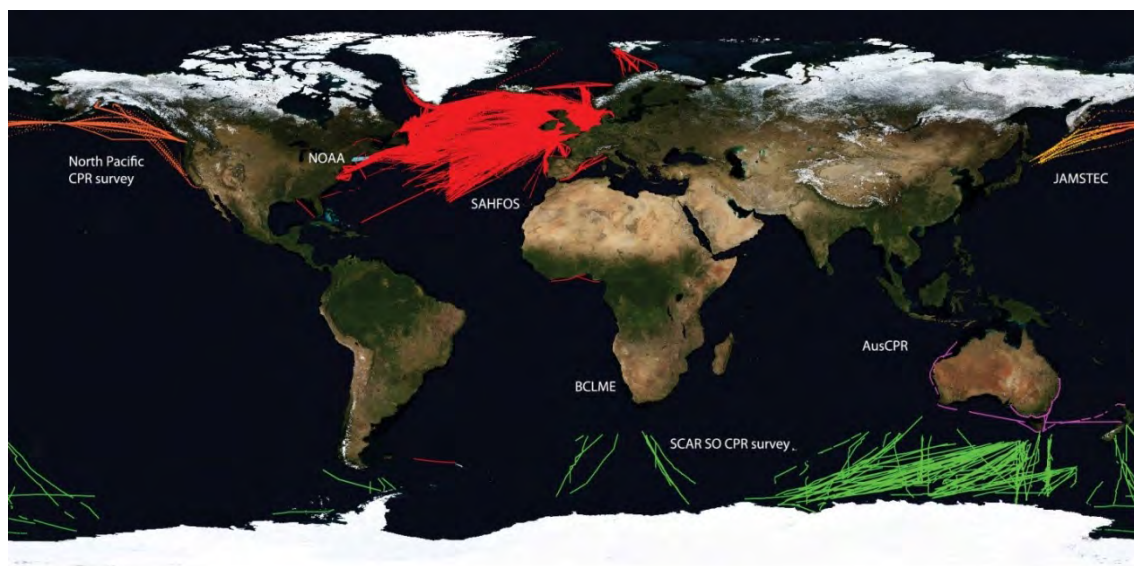 NOAA
North Pacific
CPR survey
SAHFOS
JAMSTEC
AusCPR
BCLME
SCAR SO CPR survey